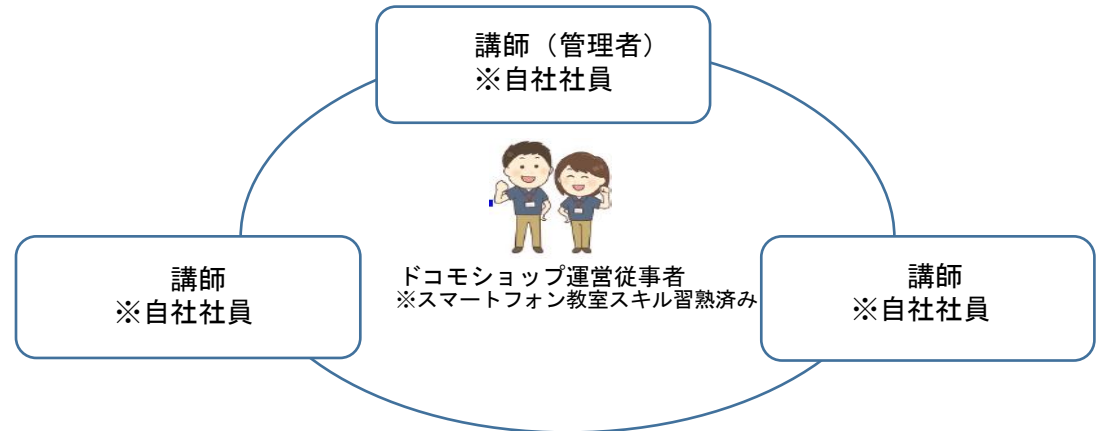 講師（管理者）
※自社社員
ドコモショップ運営従事者
※スマートフォン教室スキル習熟済み
講師
※自社社員
講師
※自社社員